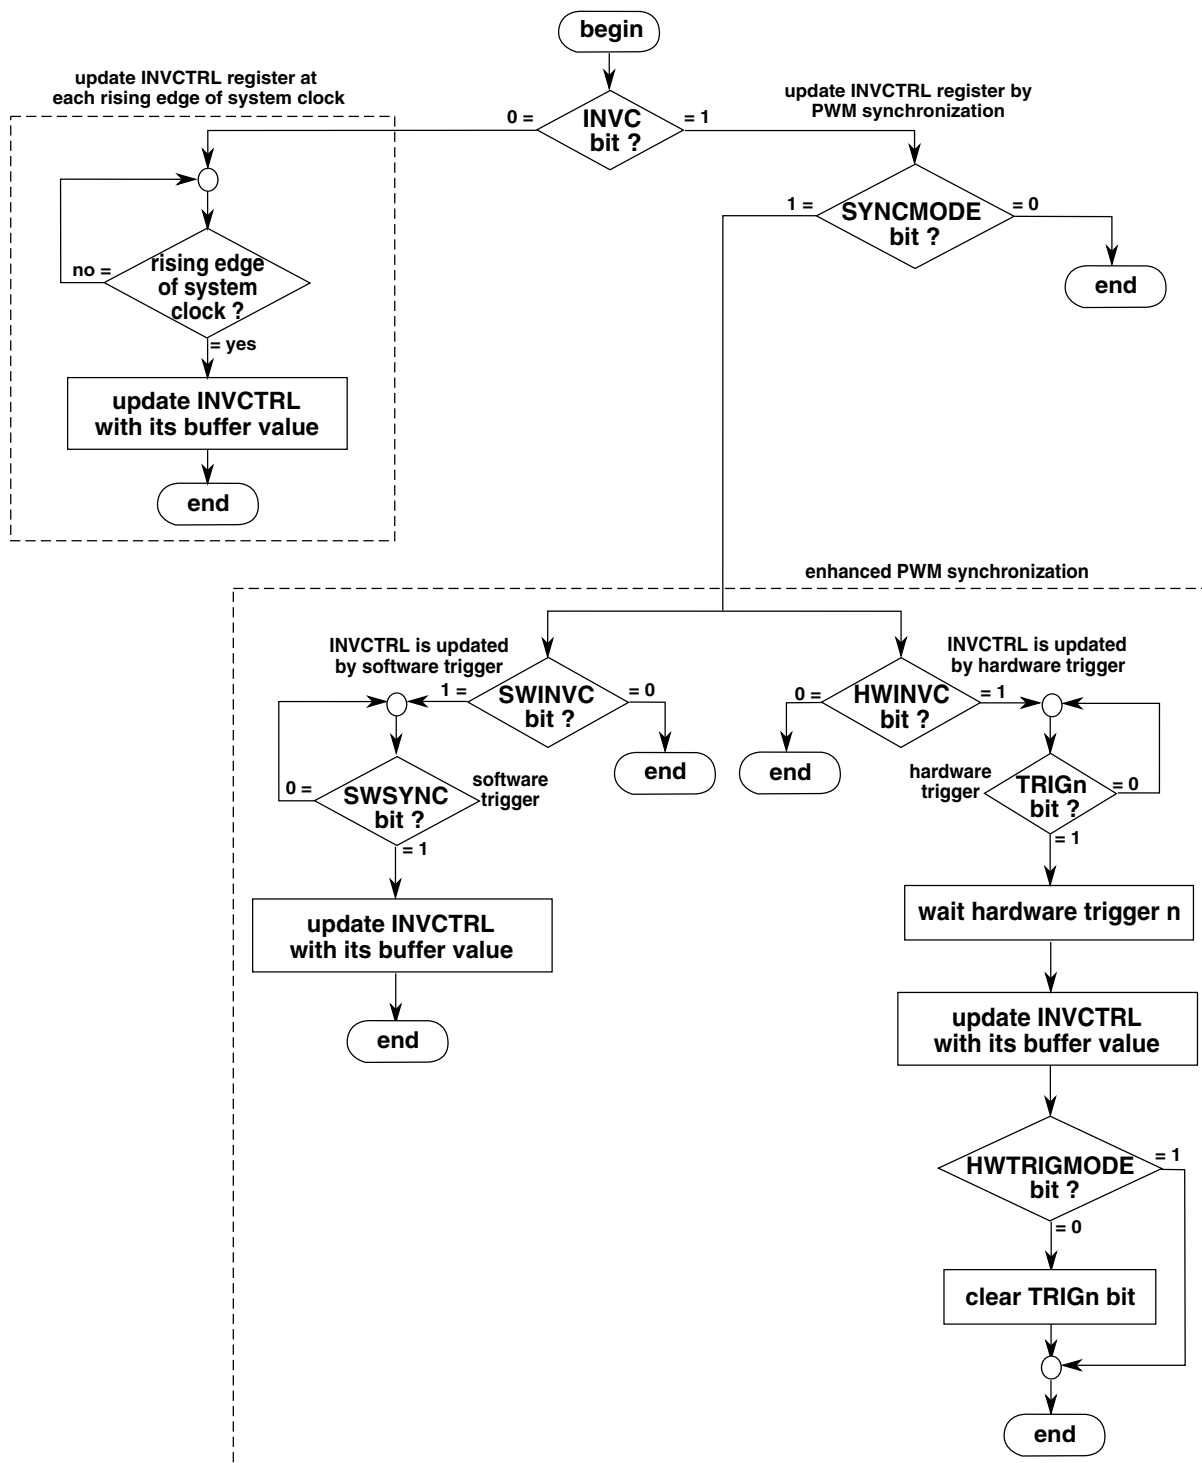 begin
update INVCTRL register at
each rising edge of system clock
update INVCTRL register by
PWM synchronization
0 =
INVC
bit ?
= 1
1 =
SYNCMODE
bit ?
= 0
end
no =
rising edge
of system
clock ?
= yes
update INVCTRL
with its buffer value
end
enhanced PWM synchronization
INVCTRL is updated
by software trigger
INVCTRL is updated
by hardware trigger
1 =
SWINVC
bit ?
= 0
0 =
HWINVC
bit ?
= 1
end
end
0 =
SWSYNC
bit ?
software
trigger
= 1
hardware
trigger
TRIGn
bit ?
= 0
= 1
update INVCTRL
with its buffer value
end
wait hardware trigger n
update INVCTRL
with its buffer value
HWTRIGMODE
bit ?
= 1
= 0
clear TRIGn bit
end